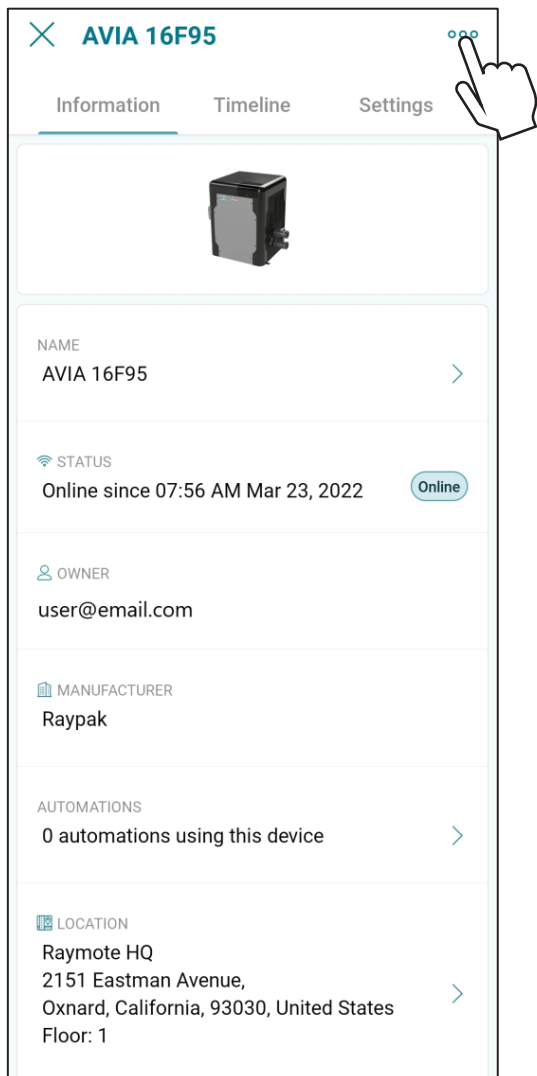 AVIA 16F95
Information Timeline Settings
NAME
AVIA 16F95
STATUS
Online since 07:56 AM Mar 23, 2022 Online
OWNER
user@email.com
MANUFACTURER
Raypak
AUTOMATIONS
0 automations using this device
LOCATION
Raymote HQ
2151 Eastman Avenue,
Oxnard, California, 93030, United States
Floor: 1